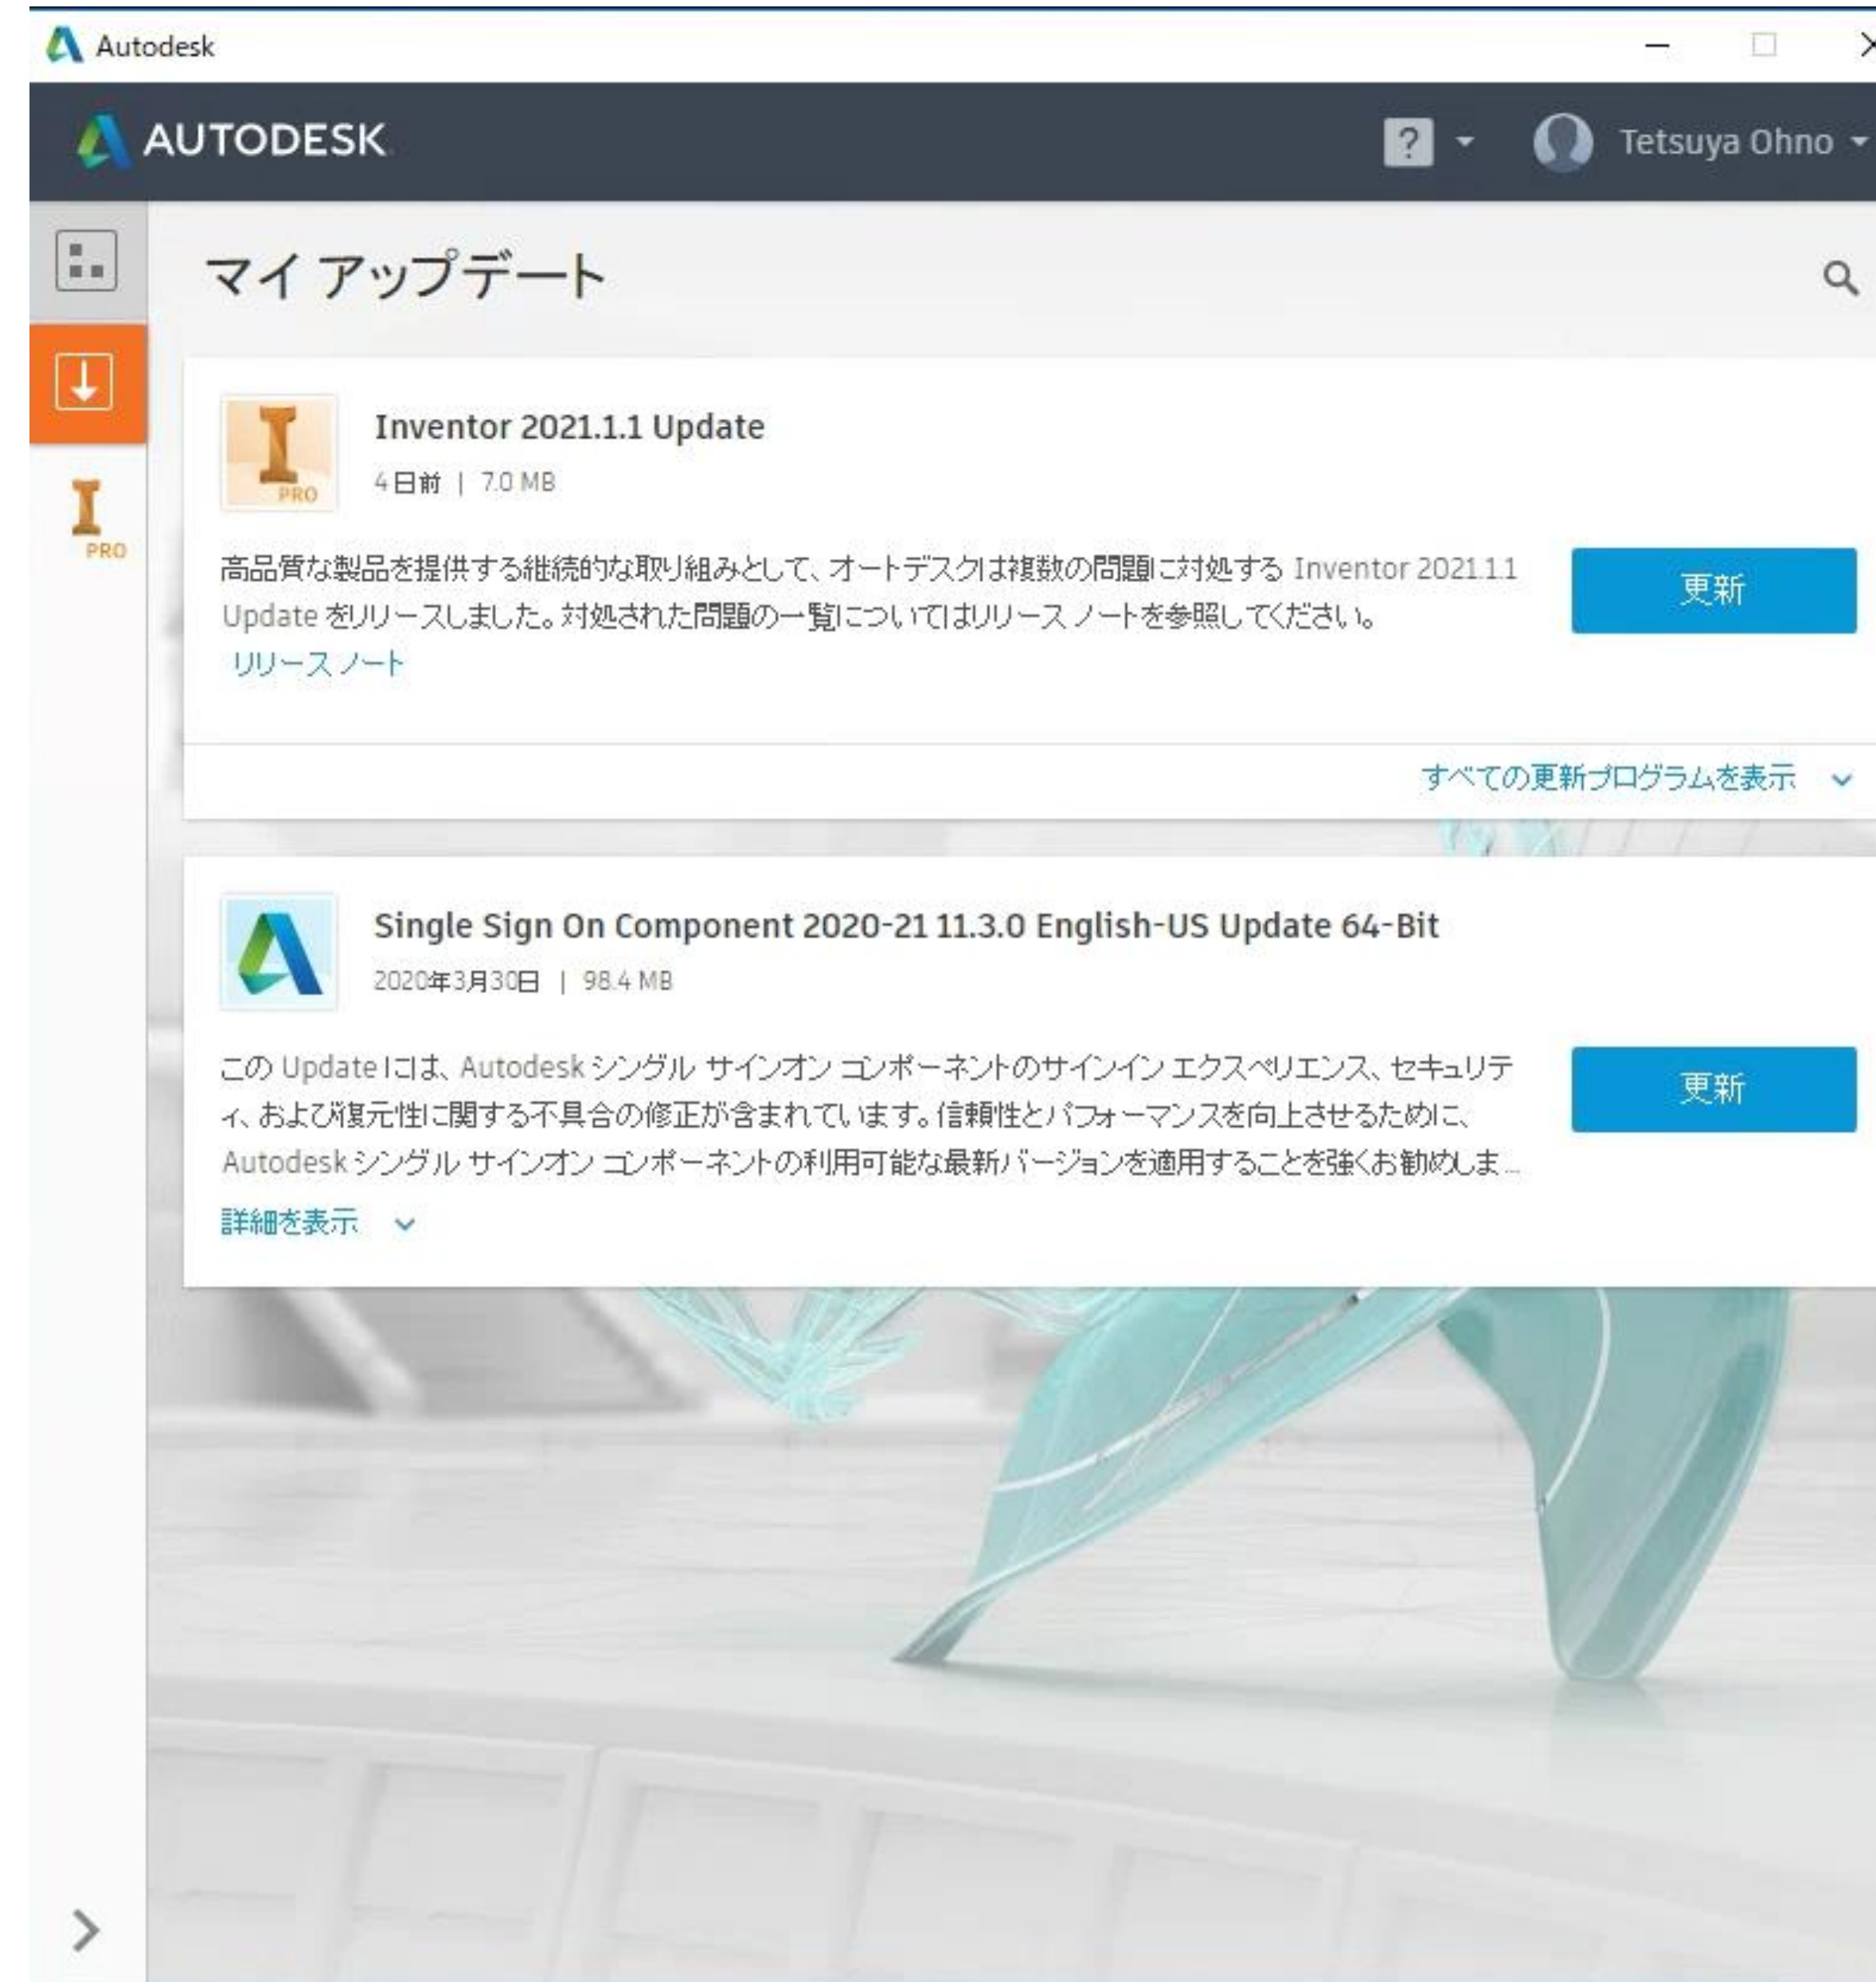 Autodesk
AUTODESK
? Tetsuya Ohno
マイ アップデート
Inventor 2021.1.1 Update
4日前 | 7.0 MB
PRO
PRO
高品質な製品を提供する継続的な取り組みとして、オートデスクは複数の問題に対処する Inventor 2021.1.1
Update をリリースしました。対処された問題の一覧についてはリリース ノートを参照してください。
リリース ノート
更新
すべての更新プログラムを表示
Single Sign On Component 2020-21 11.3.0 English-US Update 64-Bit
2020年3月30日 | 98.4 MB
この Update には、Autodesk シングル サインオン コンポーネントのサインイン エクスペリエンス、セキュリテ
ィ、および復元性に関する不具合の修正が含まれています。信頼性とパフォーマンスを向上させるために、
Autodesk シングル サインオン コンポーネントの利用可能な最新バージョンを適用することを強くお勧めしま...
更新
詳細を表示